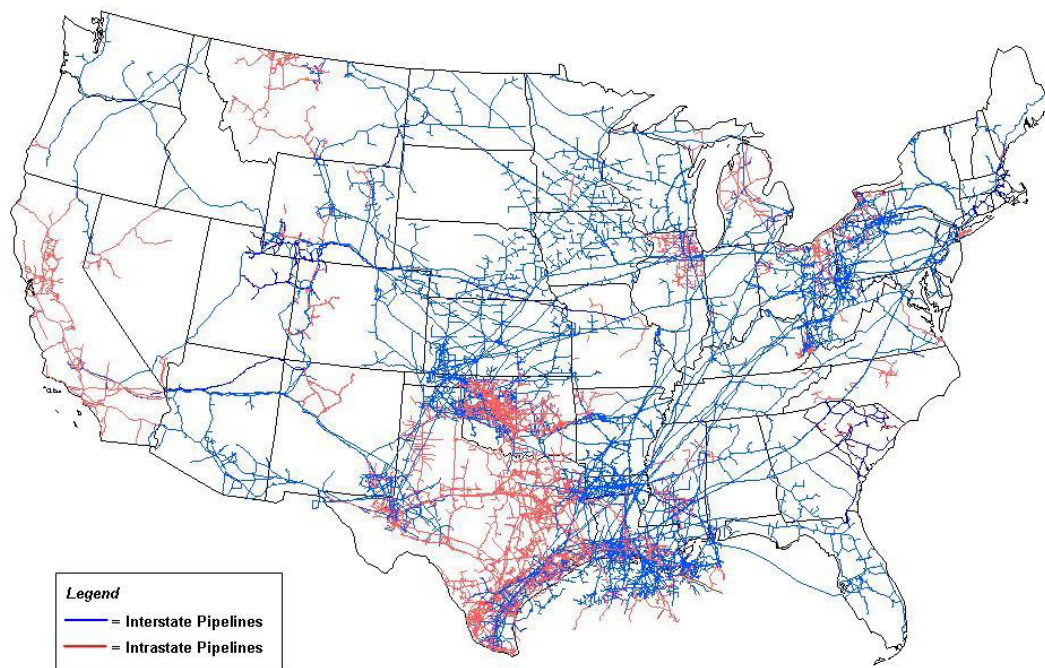 Legend
= Interstate Pipelines
= Intrastate Pipelines